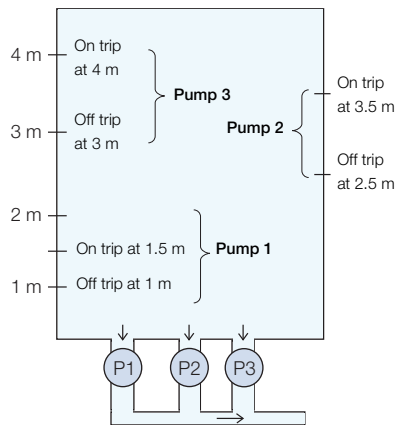 4 m
On trip
at 4 m
Pump 3
3 m
Off trip
at 3 m
On trip
at 3.5 m
Pump 2
Off trip
at 2.5 m
2 m
On trip at 1.5 m
Pump 1
1 m
Off trip at 1 m
P1
P2
P3